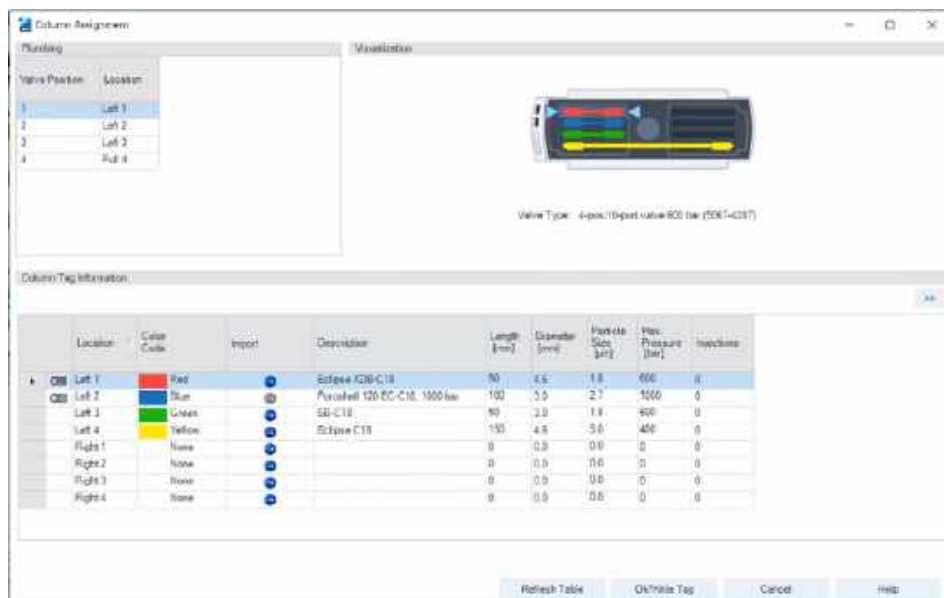 Column Assignment
Plumbing
Visualization
Valve Position Location
1 Left 1
2 Left 2
3 Left 3
4 Full 4
Valve Type: 4-pos/10-port valve 600 bar (5067-4287)
Column Tag Information
>>
Location Color Code Import Description Length [mm] Diameter [mm] Particle Size [µm] Max. Pressure [bar] Injections
Left 1 Red Eclipse XDB-C18 50 4.6 1.8 600 0
Left 2 Blue Poroshell 120 EC-C18, 1000 bar 100 3.0 2.7 1000 0
Left 3 Green SB-C18 50 3.0 1.8 600 0
Left 4 Yellow Eclipse C18 150 4.6 5.0 400 0
Right 1 None 0 0.0 0.0 0 0
Right 2 None 0 0.0 0.0 0 0
Right 3 None 0 0.0 0.0 0 0
Right 4 None 0 0.0 0.0 0 0
Refresh Table Ok/Write Tag Cancel Help